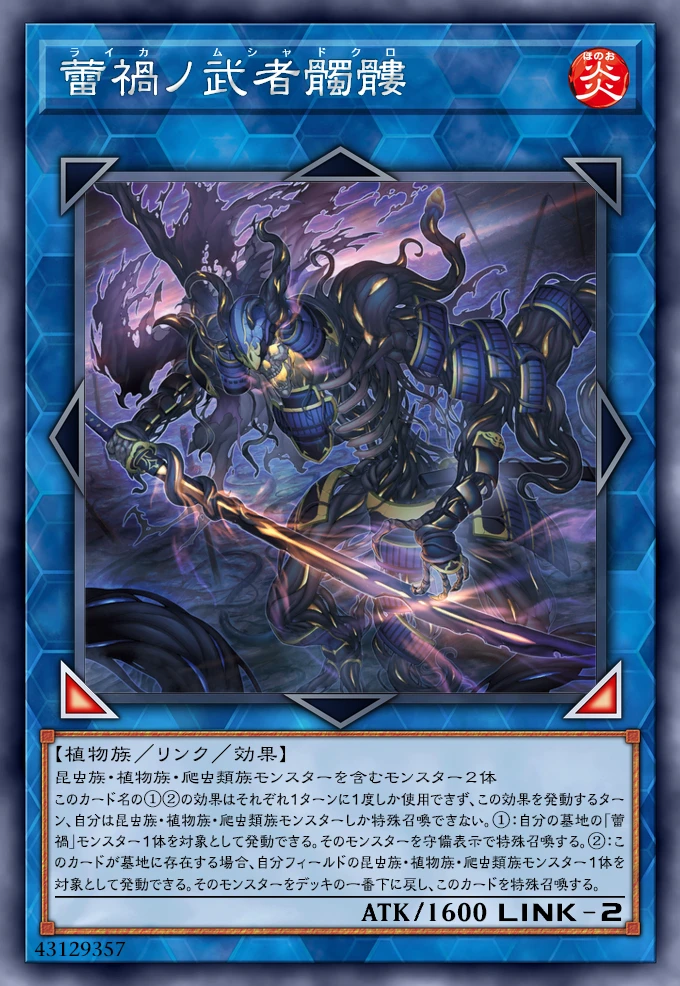 ライカ ムシャドクロ
蕾禍ノ武者髑髏
ほのお
炎
【植物族/リンク/効果】
昆虫族・植物族・爬虫類族モンスターを含むモンスター2体
このカード名の①②の効果はそれぞれ1ターンに1度しか使用できず、この効果を発動するター
ン、自分は昆虫族・植物族・爬虫類族モンスターしか特殊召喚できない。①:自分の墓地の「蕾
禍」モンスター1体を対象として発動できる。そのモンスターを守備表示で特殊召喚する。②:こ
のカードが墓地に存在する場合、自分フィールドの昆虫族・植物族・爬虫類族モンスター1体を
対象として発動できる。そのモンスターをデッキの一番下に戻し、このカードを特殊召喚する。
ATK/1600 LINK-2
43129357